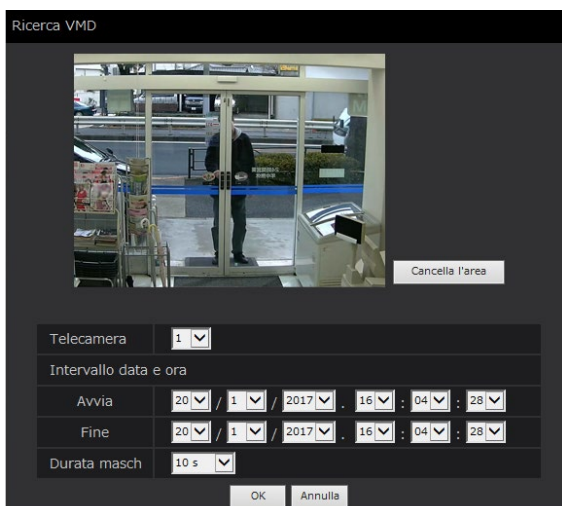 Ricerca VMD
Cancella l'area
Telecamera 1
Intervallo data e ora
Avvia 20 / 1 / 2017 . 16 : 04 : 28
Fine 20 / 1 / 2017 . 16 : 04 : 28
Durata masch 10 s
OK Annulla